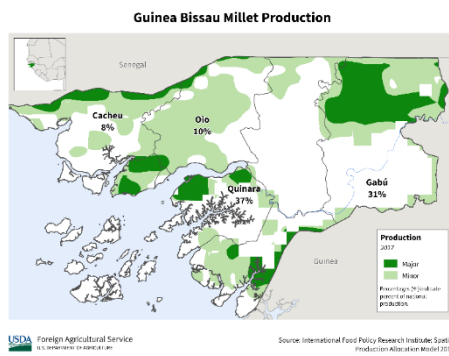 Guinea Bissau Millet Production
Senegal
Cacheu
8%
Oio
10%
Quinara
37%
Gabú
31%
Guinea
Production
2017
Major
Minor
Percentages (%) indicate
percent of national
production.
USDA Foreign Agricultural Service
U.S. DEPARTMENT OF AGRICULTURE
Source: International Food Policy Research Institute: Spati
Production Allocation Model 201